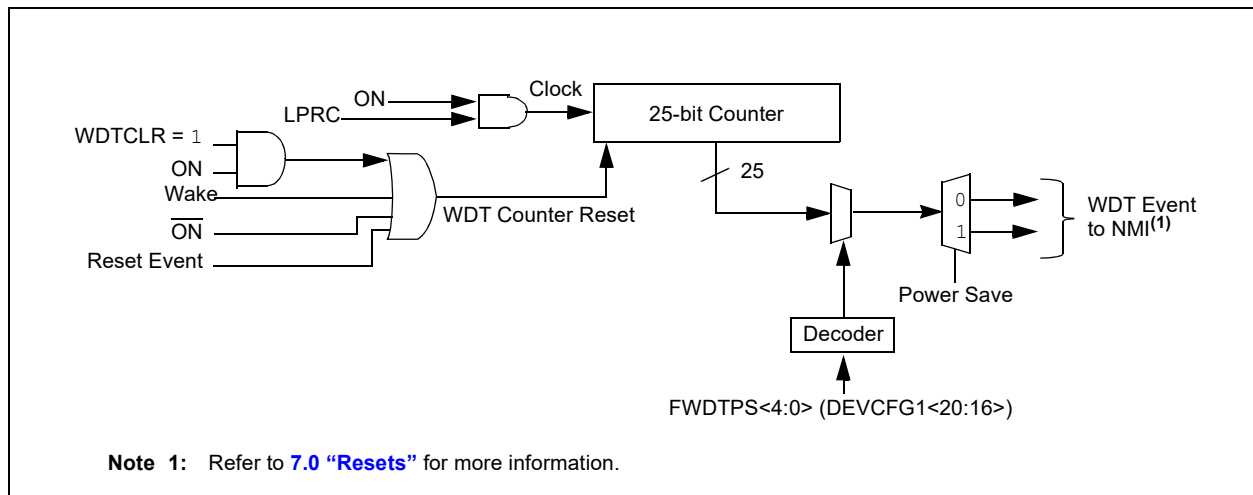 ON
Clock
LPRC
25-bit Counter
WDTCLR = 1
ON
Wake
25
WDT Counter Reset
O̅N̅
Reset Event
0
1
WDT Event
to NMI(1)
Power Save
Decoder
FWDTPS<4:0> (DEVCFG1<20:16>)
Note 1: Refer to 7.0 “Resets” for more information.